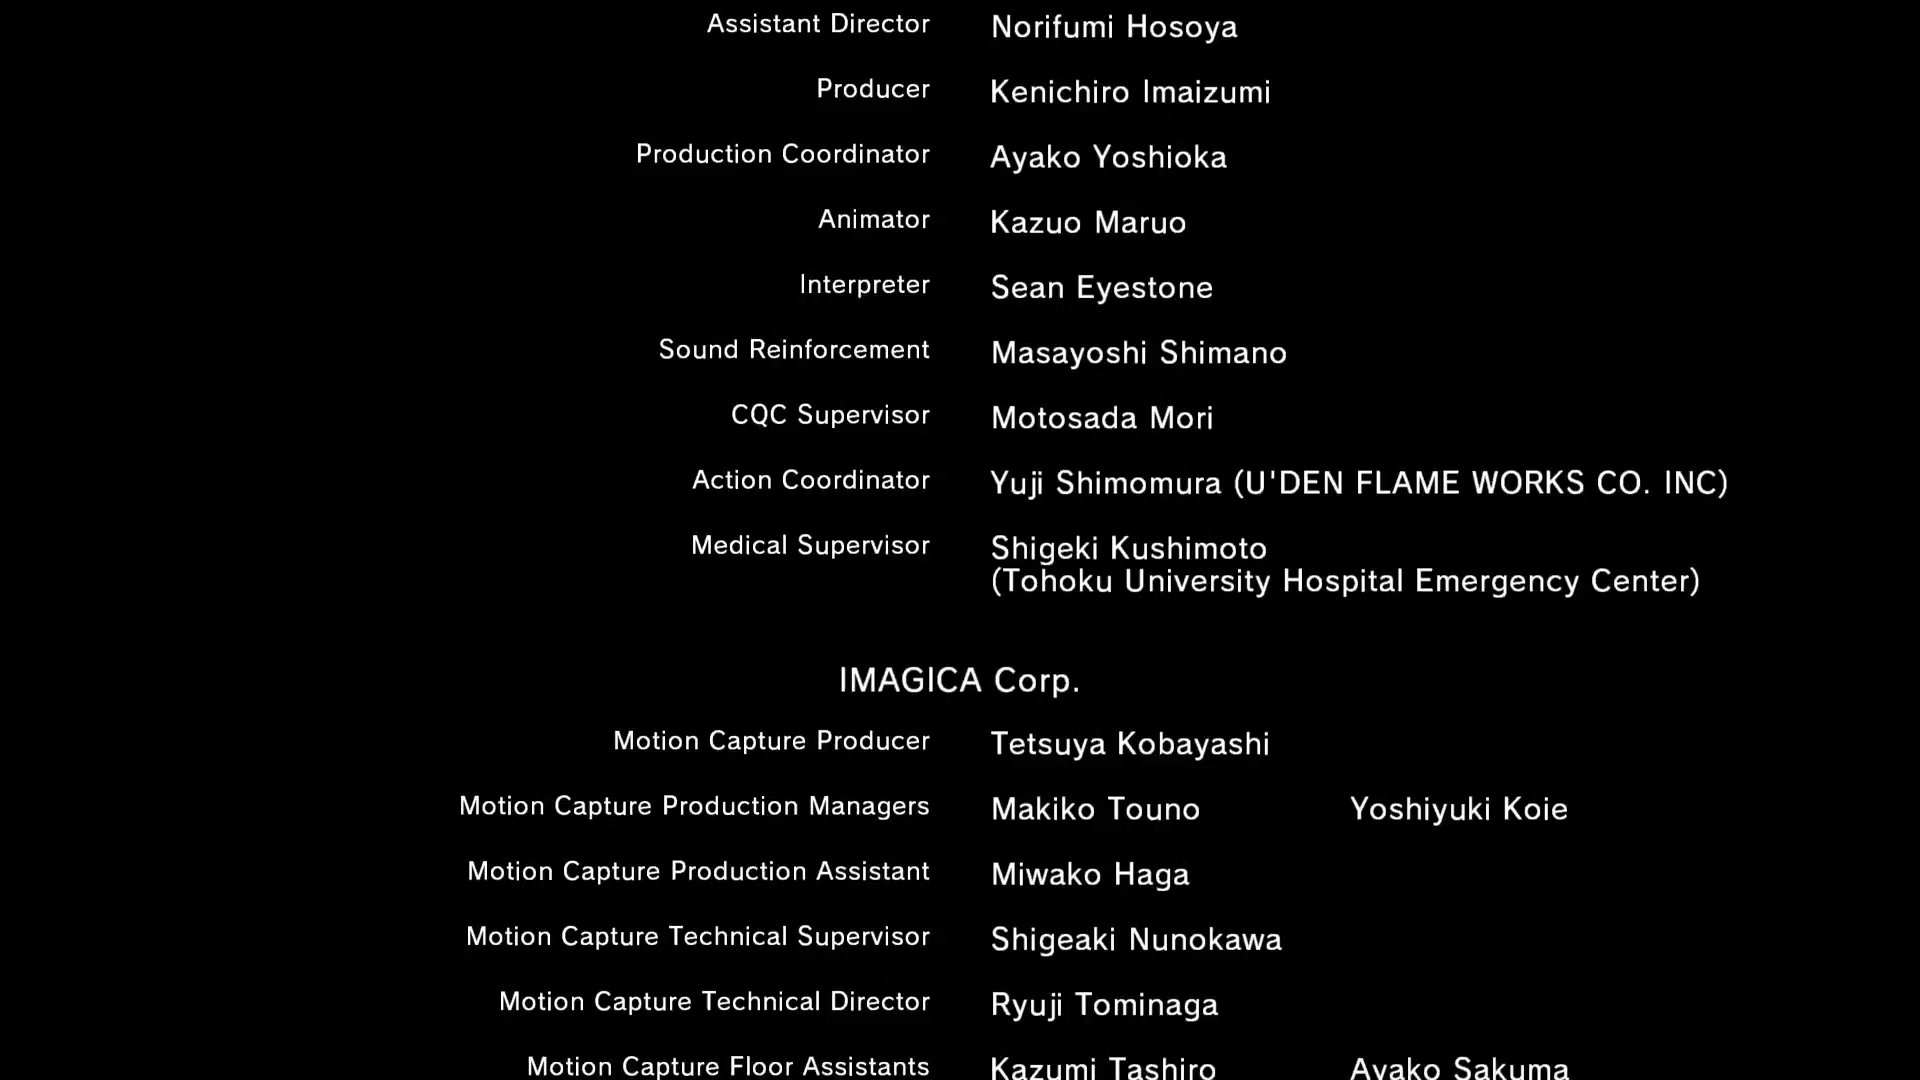 Assistant Director Norifumi Hosoya
Producer Kenichiro Imaizumi
Production Coordinator Ayako Yoshioka
Animator Kazuo Maruo
Interpreter Sean Eyestone
Sound Reinforcement Masayoshi Shimano
CQC Supervisor Motosada Mori
Action Coordinator Yuji Shimomura (U'DEN FLAME WORKS CO. INC)
Medical Supervisor Shigeki Kushimoto
(Tohoku University Hospital Emergency Center)
IMAGICA Corp.
Motion Capture Producer Tetsuya Kobayashi
Motion Capture Production Managers Makiko Touno Yoshiyuki Koie
Motion Capture Production Assistant Miwako Haga
Motion Capture Technical Supervisor Shigeaki Nunokawa
Motion Capture Technical Director Ryuji Tominaga
Motion Capture Floor Assistants Kazumi Tashiro Ayako Sakuma